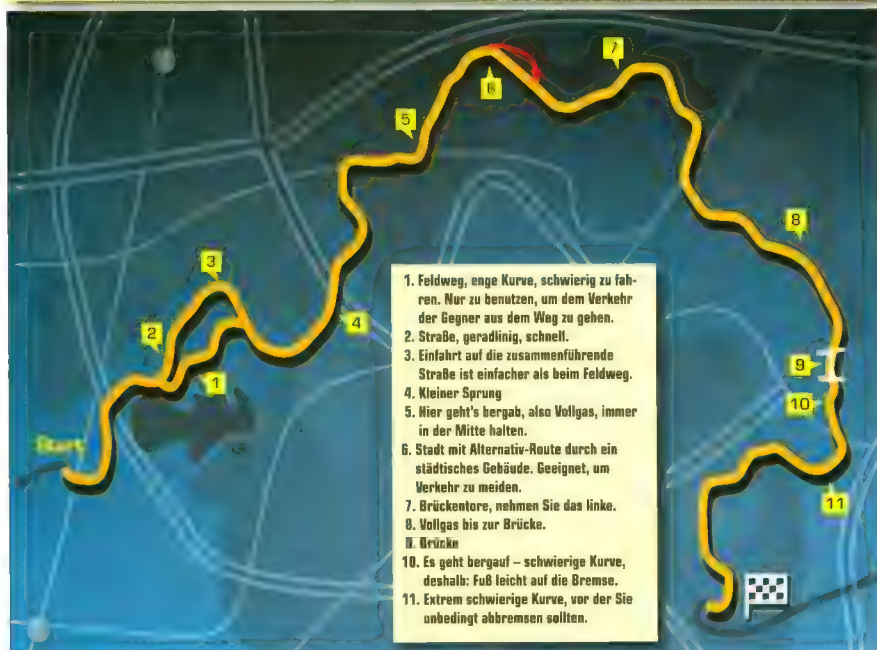 7
6
5
3
8
2
4
1
9
10
Start
11
1. Feldweg, enge Kurve, schwierig zu fah-
ren. Nur zu benutzen, um dem Verkehr
der Gegner aus dem Weg zu gehen.
2. Straße, geradlinig, schnell.
3. Einfahrt auf die zusammenführende
Straße ist einfacher als beim Feldweg.
4. Kleiner Sprung
5. Hier geht's bergab, also Vollgas, immer
in der Mitte halten.
6. Stadt mit Alternativ-Route durch ein
städtisches Gebäude. Geeignet, um
Verkehr zu meiden.
7. Brückentore, nehmen Sie das linke.
8. Vollgas bis zur Brücke.
9. Brücke
10. Es geht bergauf – schwierige Kurve,
deshalb: Fuß leicht auf die Bremse.
11. Extrem schwierige Kurve, vor der Sie
unbedingt abbremsen sollten.